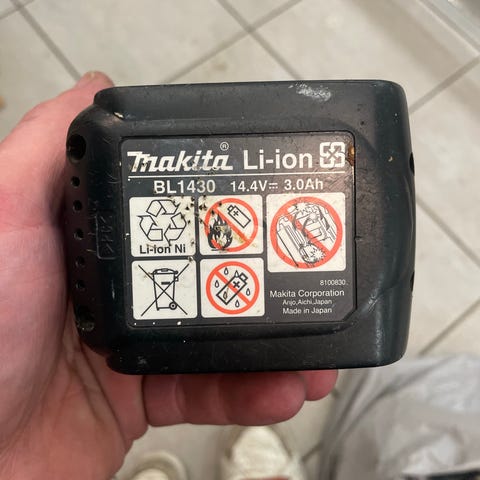 Makita® Li-ion
BL1430 14.4V⎓ 3.0Ah
Li-Ion Ni
8100830.
Makita Corporation
Anjo,Aichi,Japan
Made in Japan